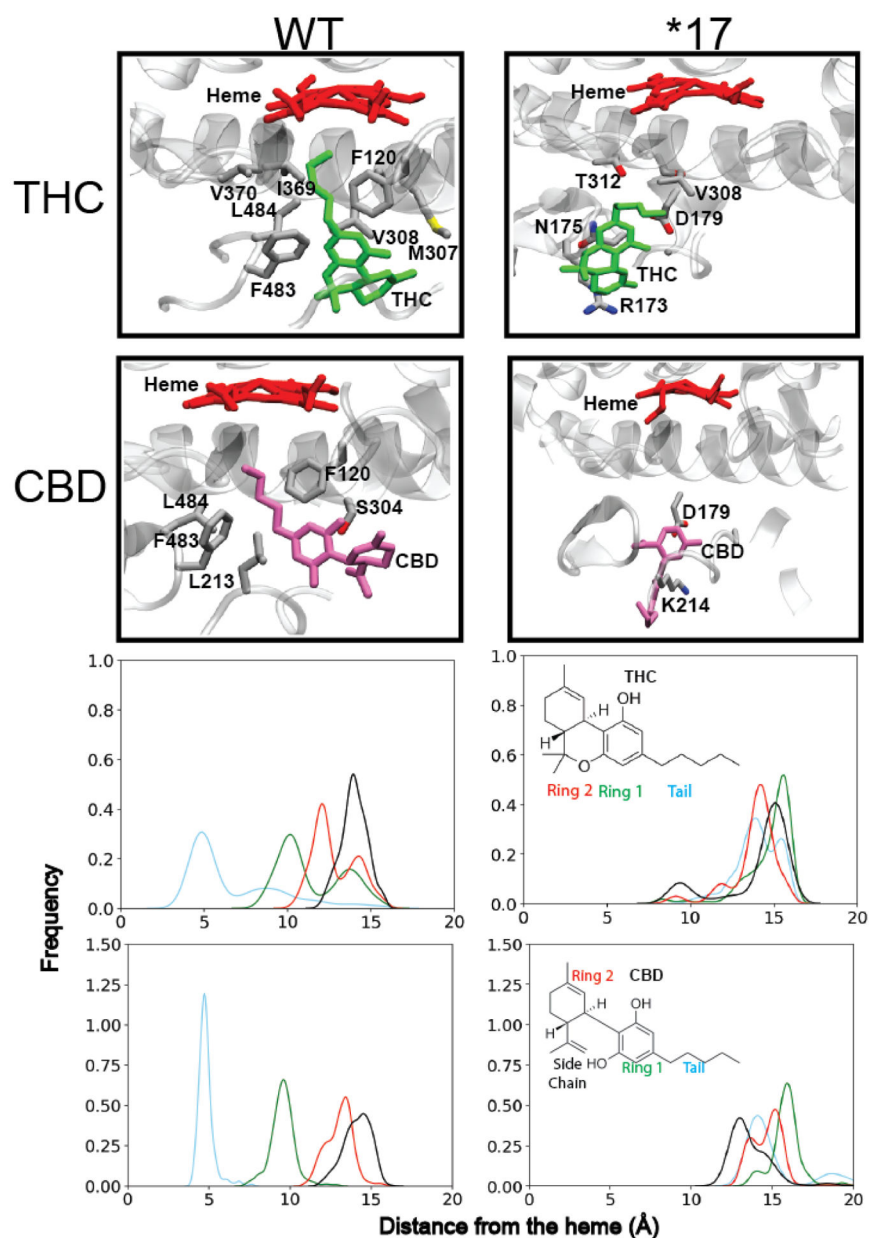 WT
*17
THC
Heme
V370
I369
F120
L484
V308
M307
F483
THC
Heme
T312
V308
N175
D179
THC
R173
CBD
Heme
F120
L484
S304
F483
CBD
L213
Heme
D179
CBD
K214
Frequency
1.0
0.8
0.6
0.4
0.2
0.0
0 5 10 15 20
1.0
0.8
0.6
0.4
0.2
0.0
THC
OH
H
H
O
Ring 2 Ring 1 Tail
0 5 10 15 20
1.50
1.25
1.00
0.75
0.50
0.25
0.00
0 5 10 15 20
1.50
1.25
1.00
0.75
0.50
0.25
0.00
Ring 2 CBD
OH
H
H
Side HO Ring 1 Tail
Chain
0 5 10 15 20
Distance from the heme (Å)